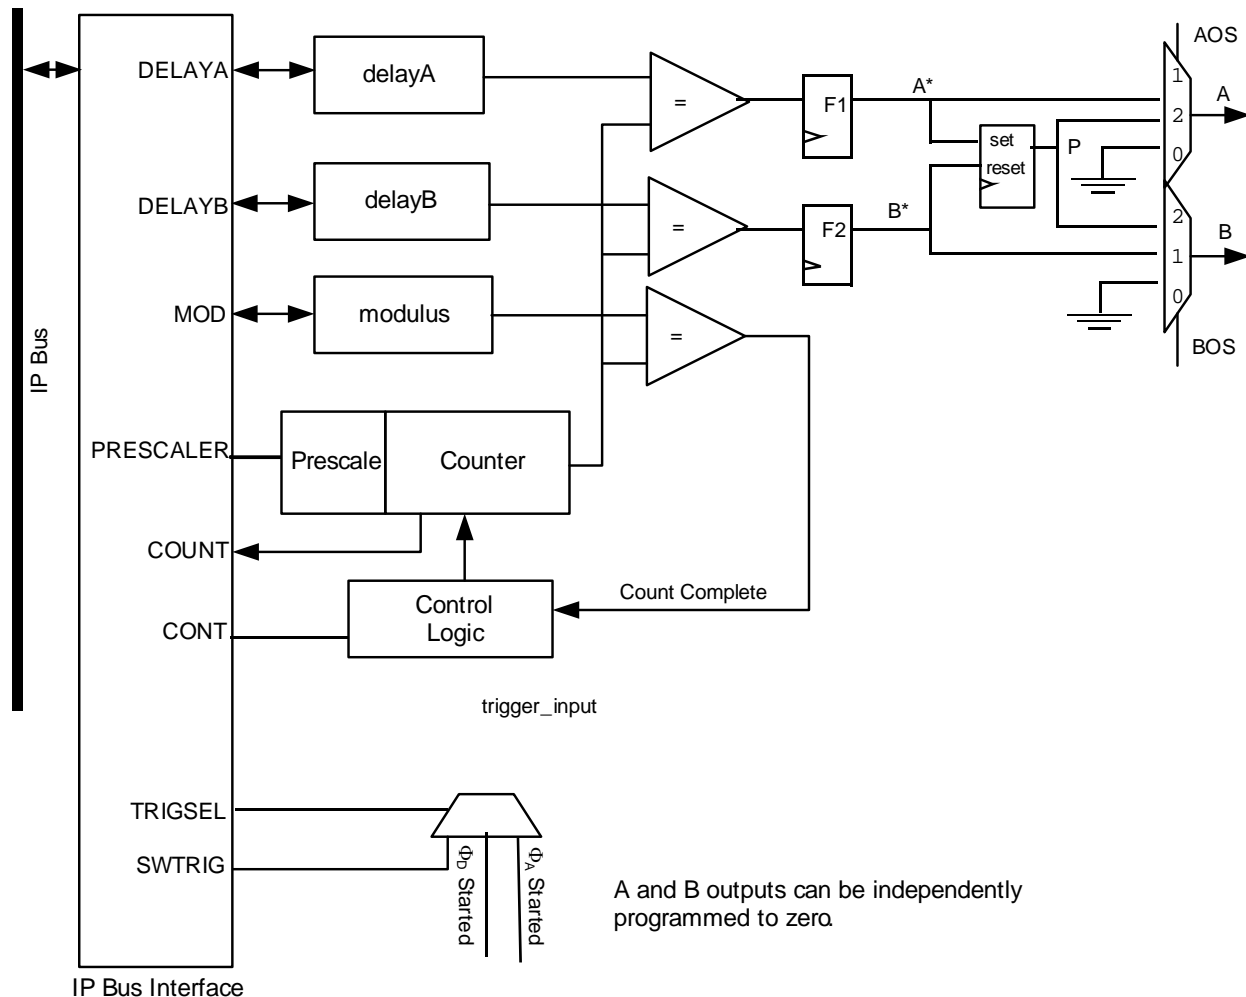 AOS
DELAYA
delayA
=
F1
A*
1
A
2
set
P
reset
0
DELAYB
delayB
=
F2
B*
2
B
1
MOD
modulus
=
0
BOS
IP Bus
PRESCALER
Prescale
Counter
COUNT
Count Complete
CONT
Control
Logic
trigger_input
TRIGSEL
SWTRIG
ΦD Started
ΦA Started
A and B outputs can be independently
programmed to zero.
IP Bus Interface